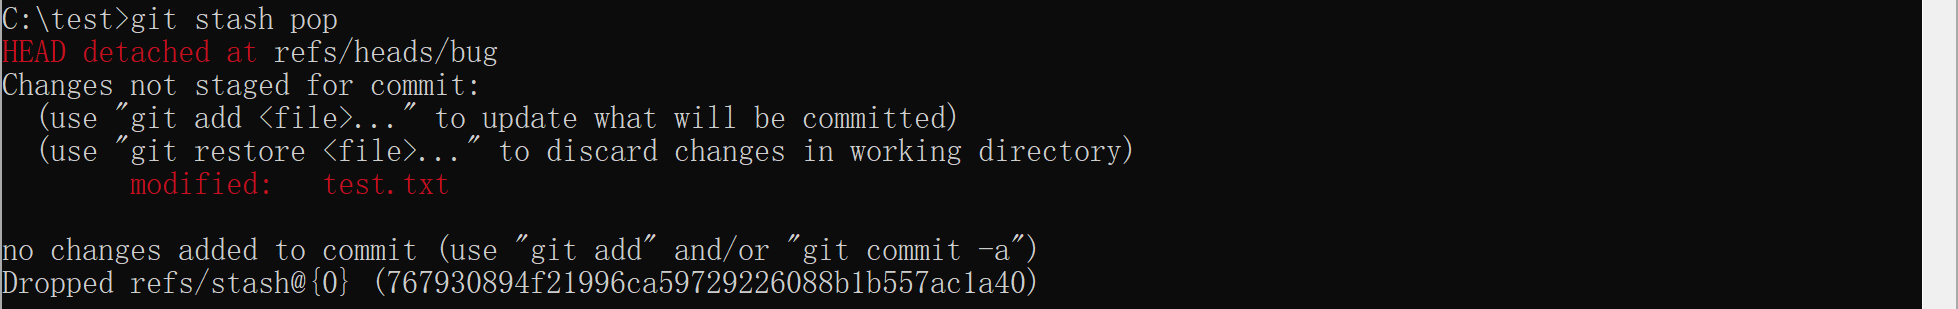 C:\test>git stash pop
HEAD detached at refs/heads/bug
Changes not staged for commit:
  (use "git add <file>..." to update what will be committed)
  (use "git restore <file>..." to discard changes in working directory)
        modified:   test.txt

no changes added to commit (use "git add" and/or "git commit -a")
Dropped refs/stash@{0} (767930894f21996ca59729226088b1b557ac1a40)